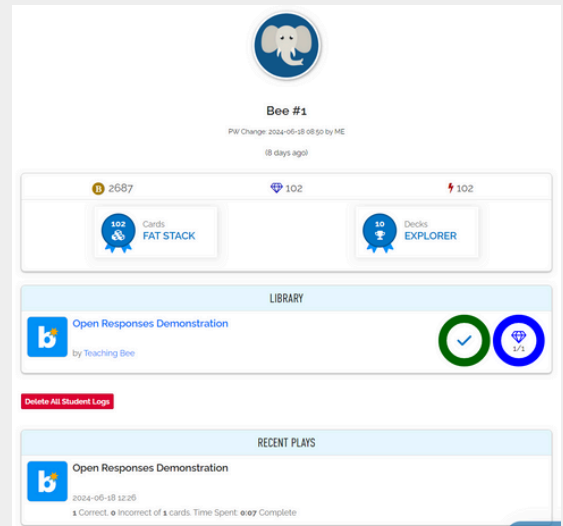 Bee #1
PW Change: 2024-06-18 08:50 by ME
(8 days ago)
B 2687
102
102
102
Cards
FAT STACK
10
Decks
EXPLORER
LIBRARY
b
Open Responses Demonstration
by Teaching Bee
1/1
Delete All Student Logs
RECENT PLAYS
b
Open Responses Demonstration
2024-06-18 12:26
1 Correct, 0 Incorrect of 1 cards. Time Spent: 0:07 Complete